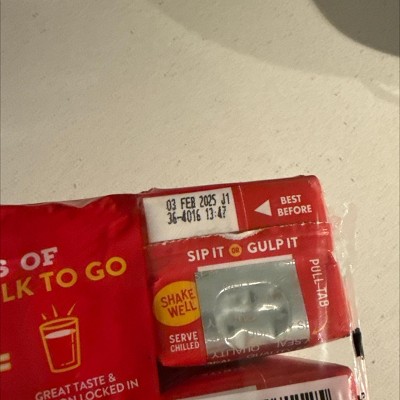 03 FEB 2025 J1
36-4016 13:47
BEST
BEFORE
SIP IT OR GULP IT
PULL TAB
SHAKE
WELL
SERVE
CHILLED
S OF
LK TO GO
=
GREAT TASTE &
ON LOCKED IN